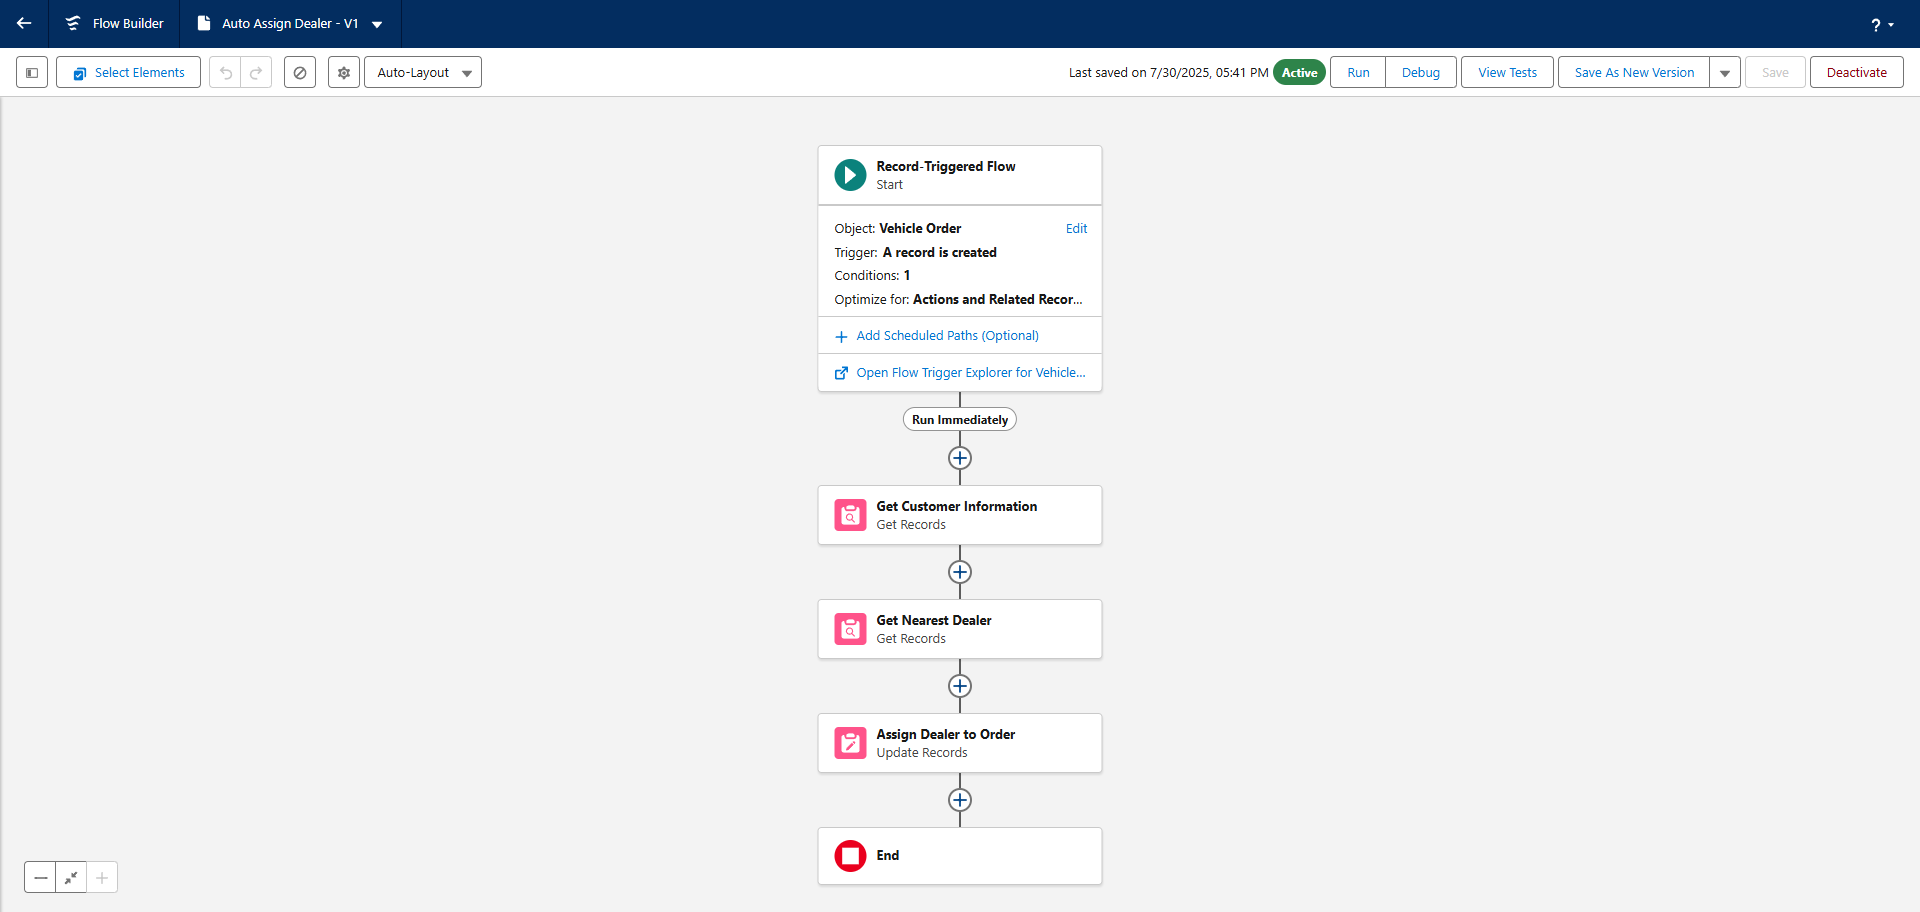 Flow Builder
Auto Assign Dealer - V1
?
Select Elements
Auto-Layout
Last saved on 7/30/2025, 05:41 PM
Active
Run
Debug
View Tests
Save As New Version
Save
Deactivate
Record-Triggered Flow
Start
Object: Vehicle Order
Edit
Trigger: A record is created
Conditions: 1
Optimize for: Actions and Related Recor...
Add Scheduled Paths (Optional)
Open Flow Trigger Explorer for Vehicle...
Run Immediately
Get Customer Information
Get Records
Get Nearest Dealer
Get Records
Assign Dealer to Order
Update Records
End